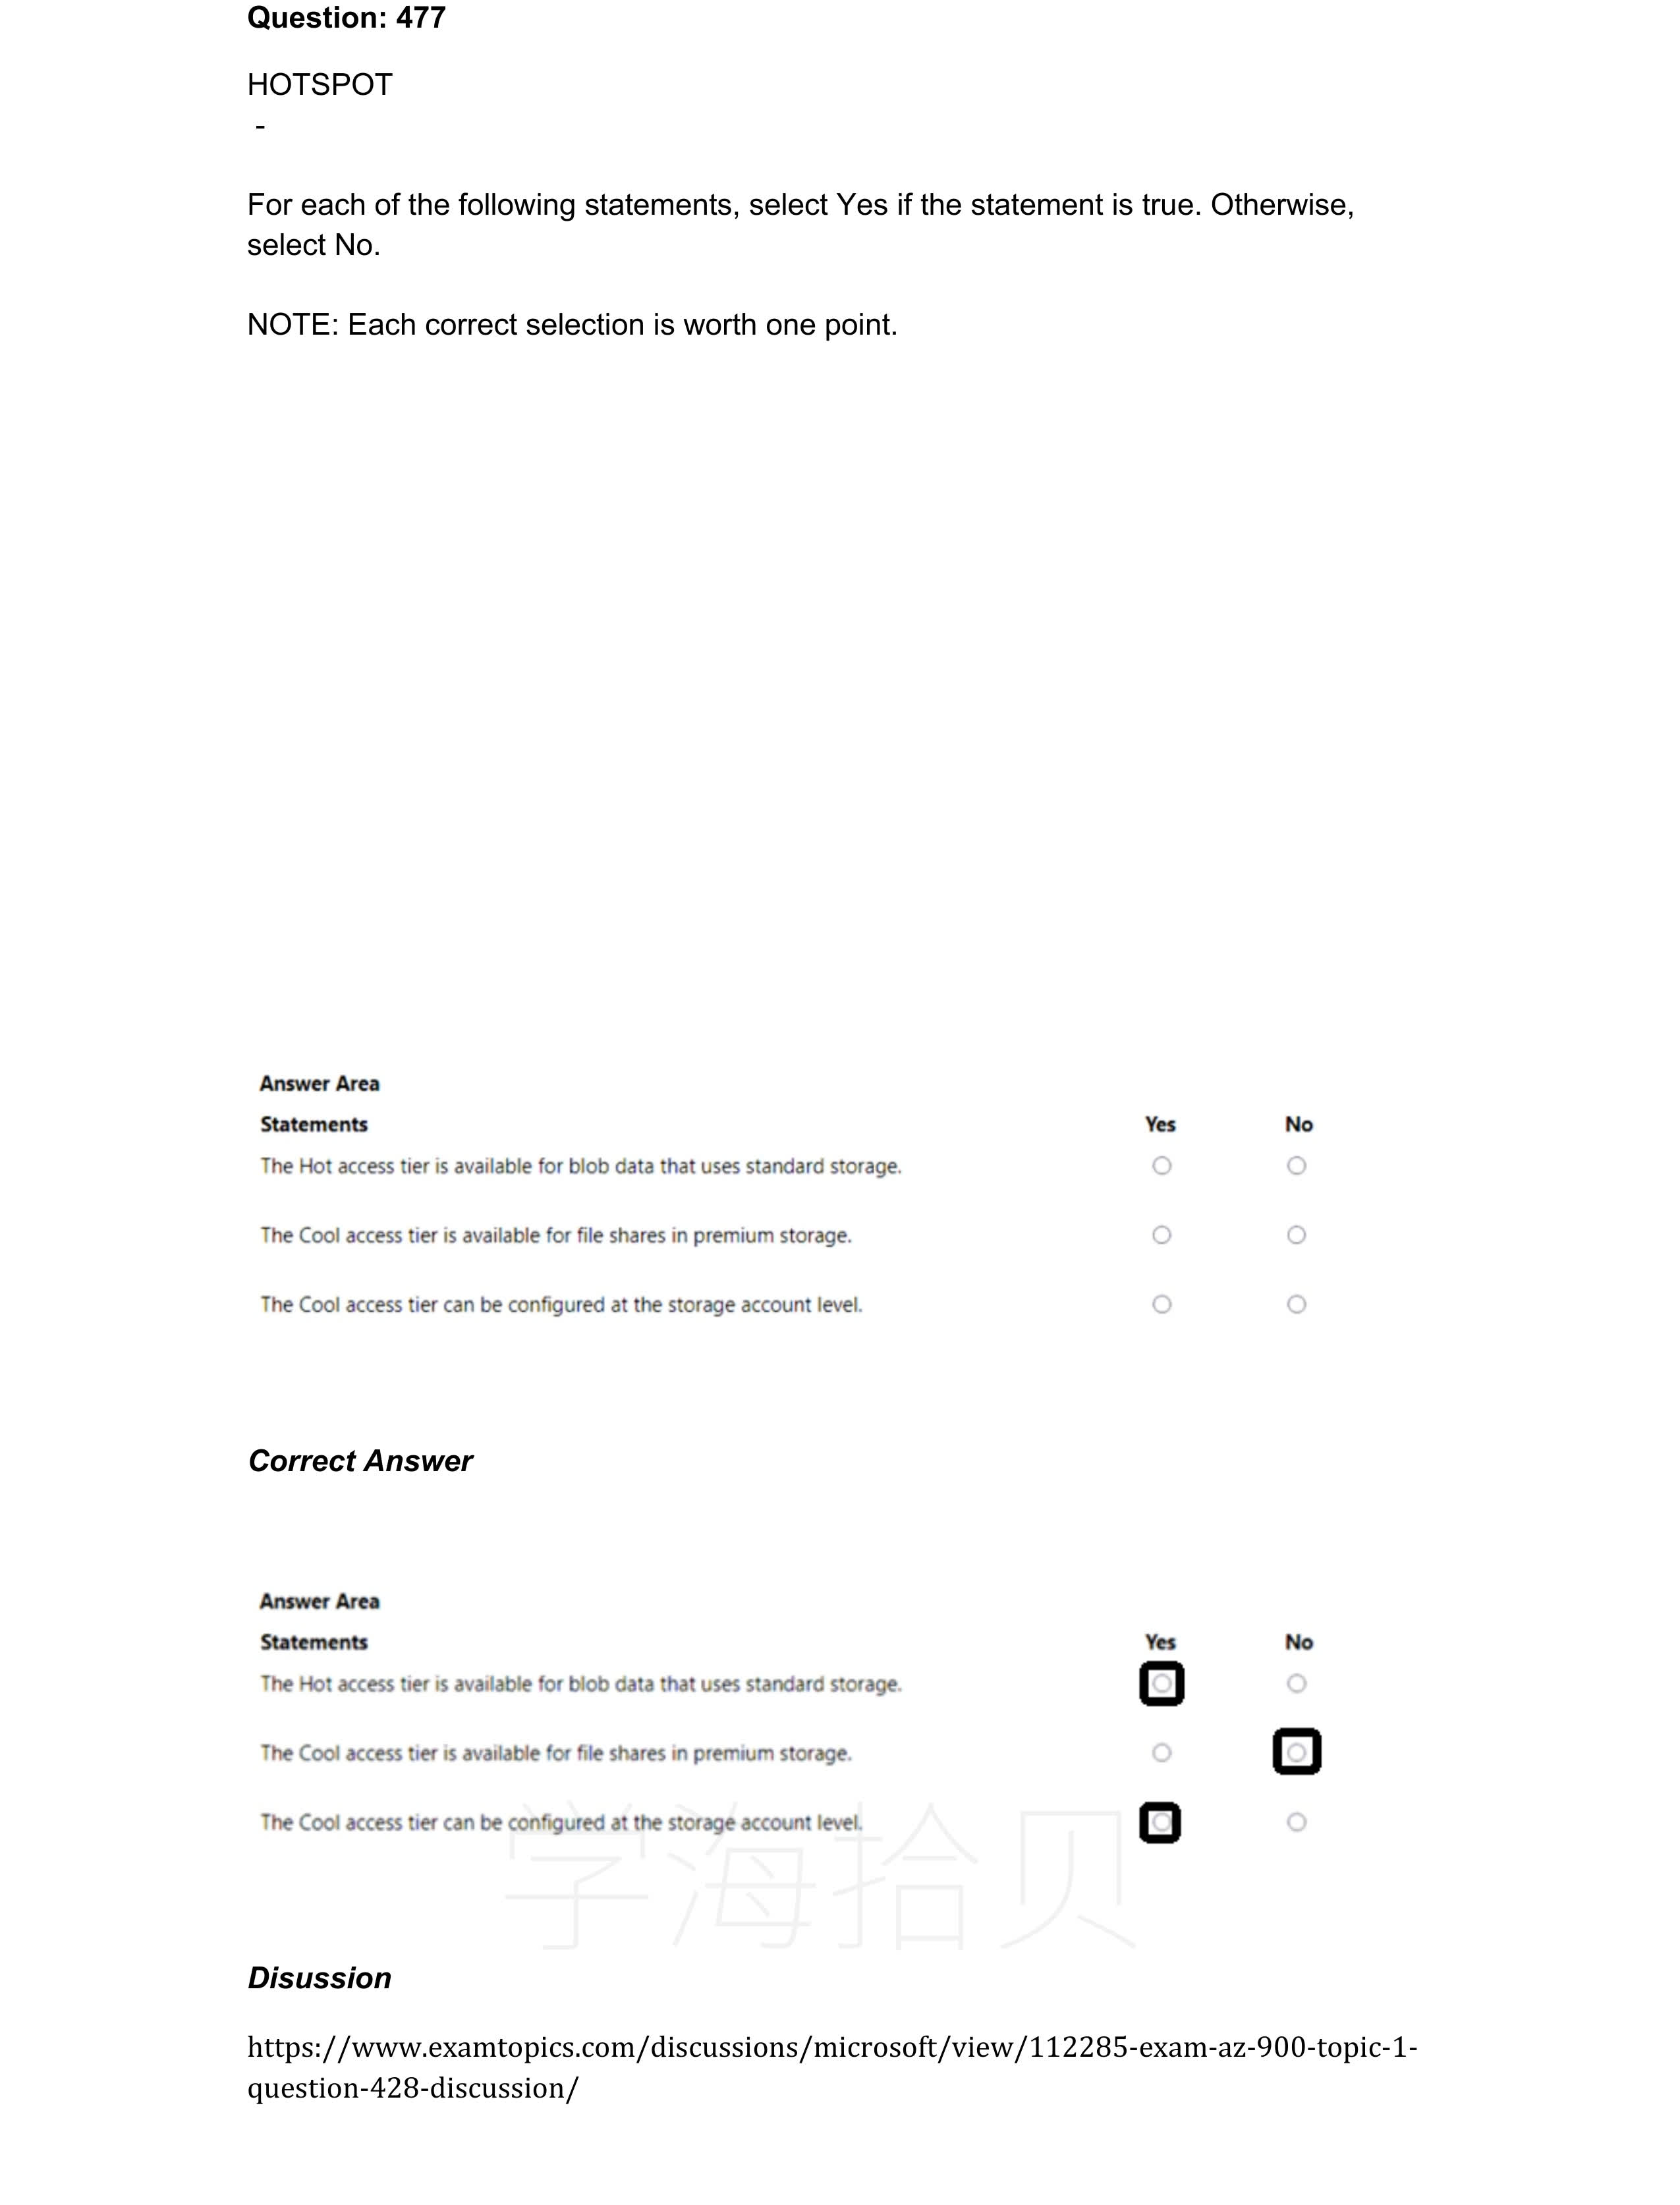 Question: 477
HOTSPOT
-
For each of the following statements, select Yes if the statement is true. Otherwise,
select No.
NOTE: Each correct selection is worth one point.
Answer Area
Statements Yes No
The Hot access tier is available for blob data that uses standard storage.
The Cool access tier is available for file shares in premium storage.
The Cool access tier can be configured at the storage account level.
Correct Answer
Answer Area
Statements Yes No
The Hot access tier is available for blob data that uses standard storage.
The Cool access tier is available for file shares in premium storage.
The Cool access tier can be configured at the storage account level.
学海拾贝
Disussion
https://www.examtopics.com/discussions/microsoft/view/112285-exam-az-900-topic-1-
question-428-discussion/